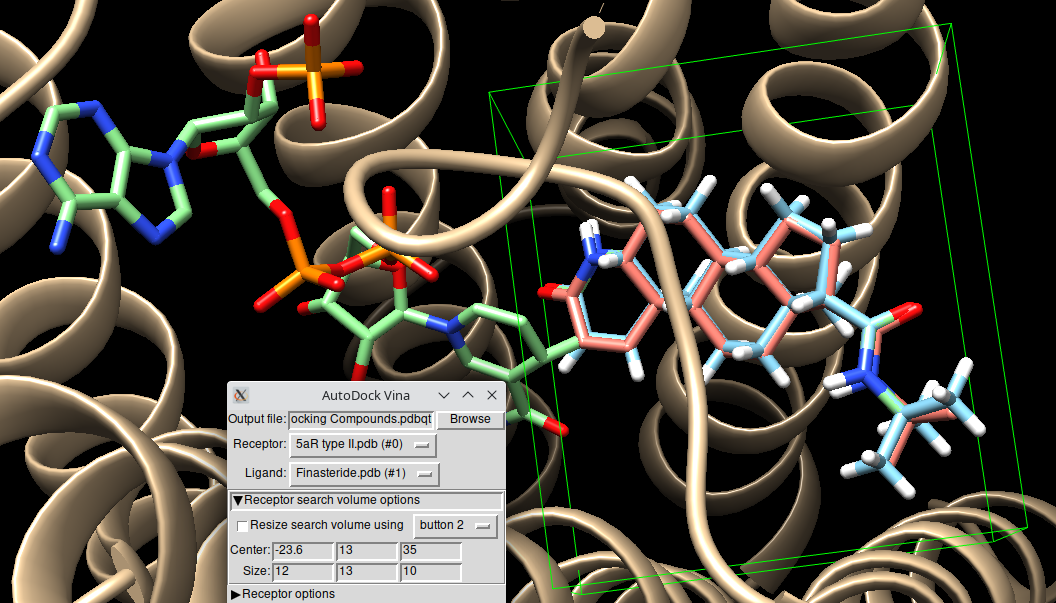 AutoDock Vina
Output file: ocking Compounds.pdbqt Browse
Receptor: 5aR type II.pdb (#0)
Ligand: Finasteride.pdb (#1)
▼Receptor search volume options
Resize search volume using button 2
Center: -23.6 13 35
Size: 12 13 10
▶Receptor options